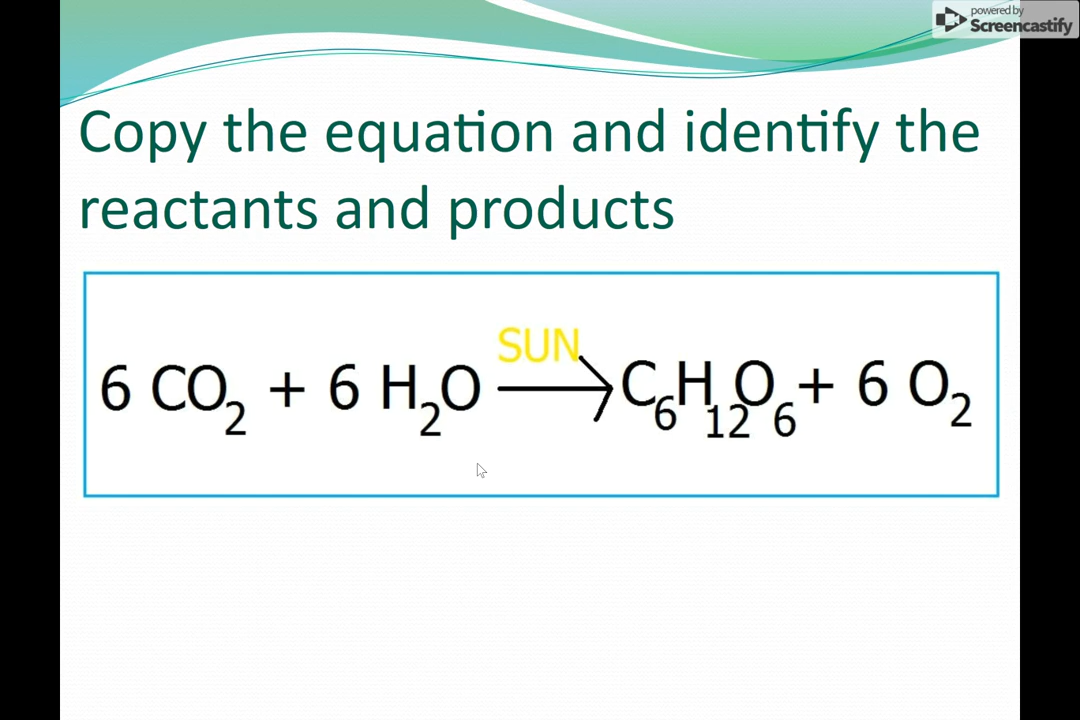 powered by
Screencastify
Copy the equation and identify the
reactants and products
SUN
6 CO₂ + 6 H₂O ⟶ C₆H₁₂O₆ + 6 O₂